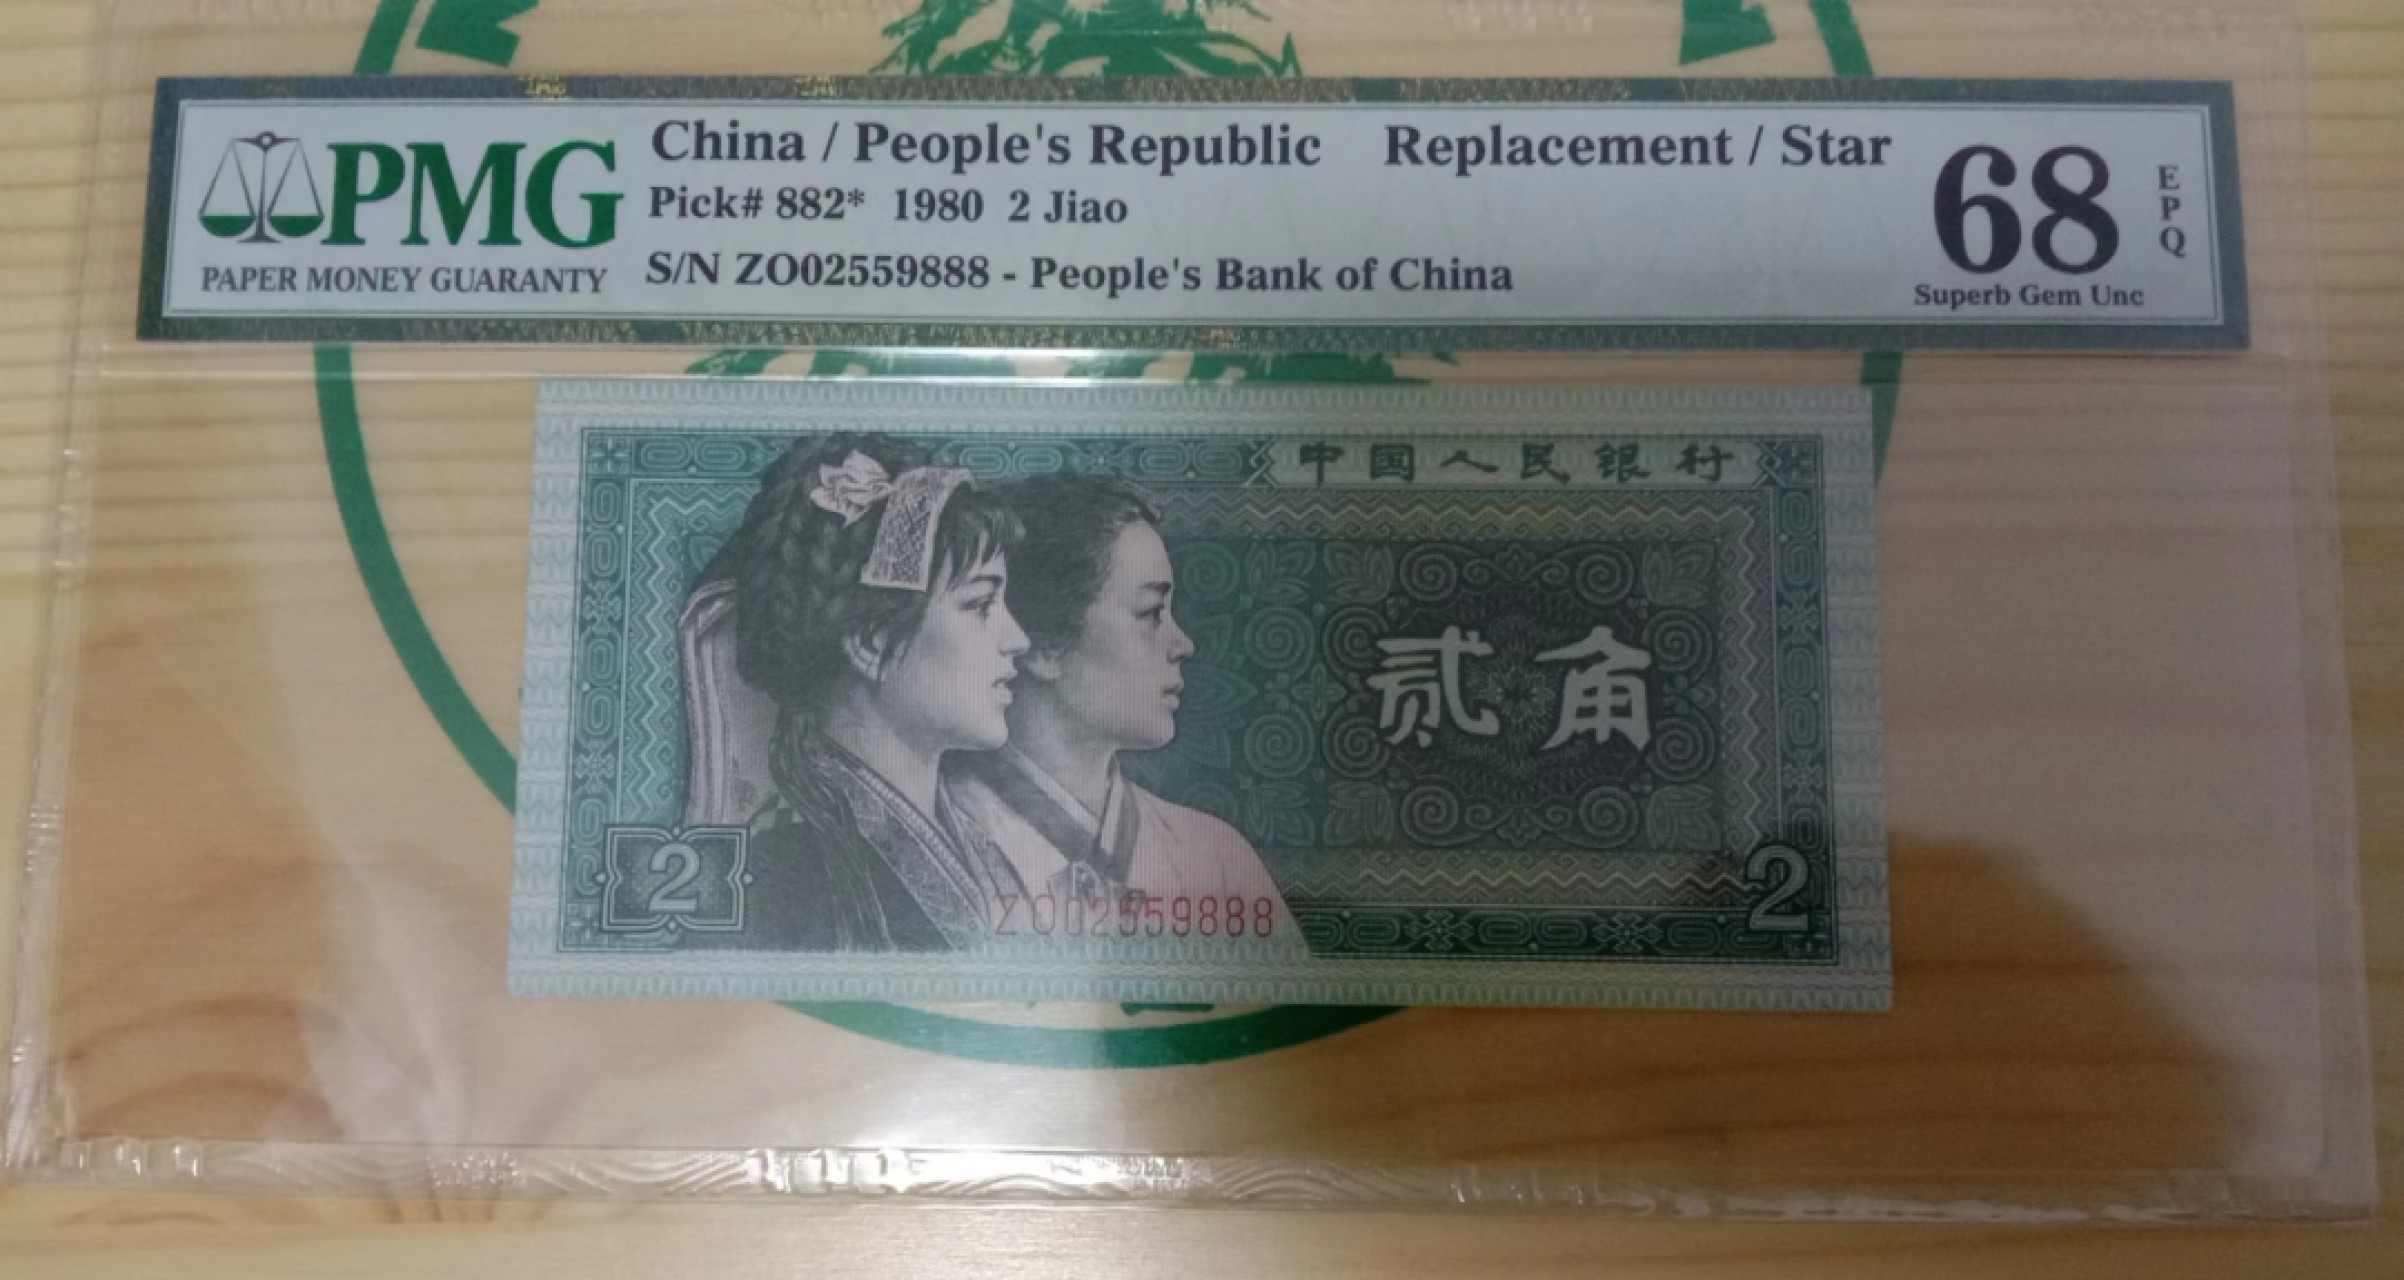 PMG
PAPER MONEY GUARANTY
China / People's Republic Replacement / Star
Pick# 882* 1980 2 Jiao
S/N ZO02559888 - People's Bank of China
68
EPQ
Superb Gem Unc
中国人民银行
贰角
2
2
ZO02559888